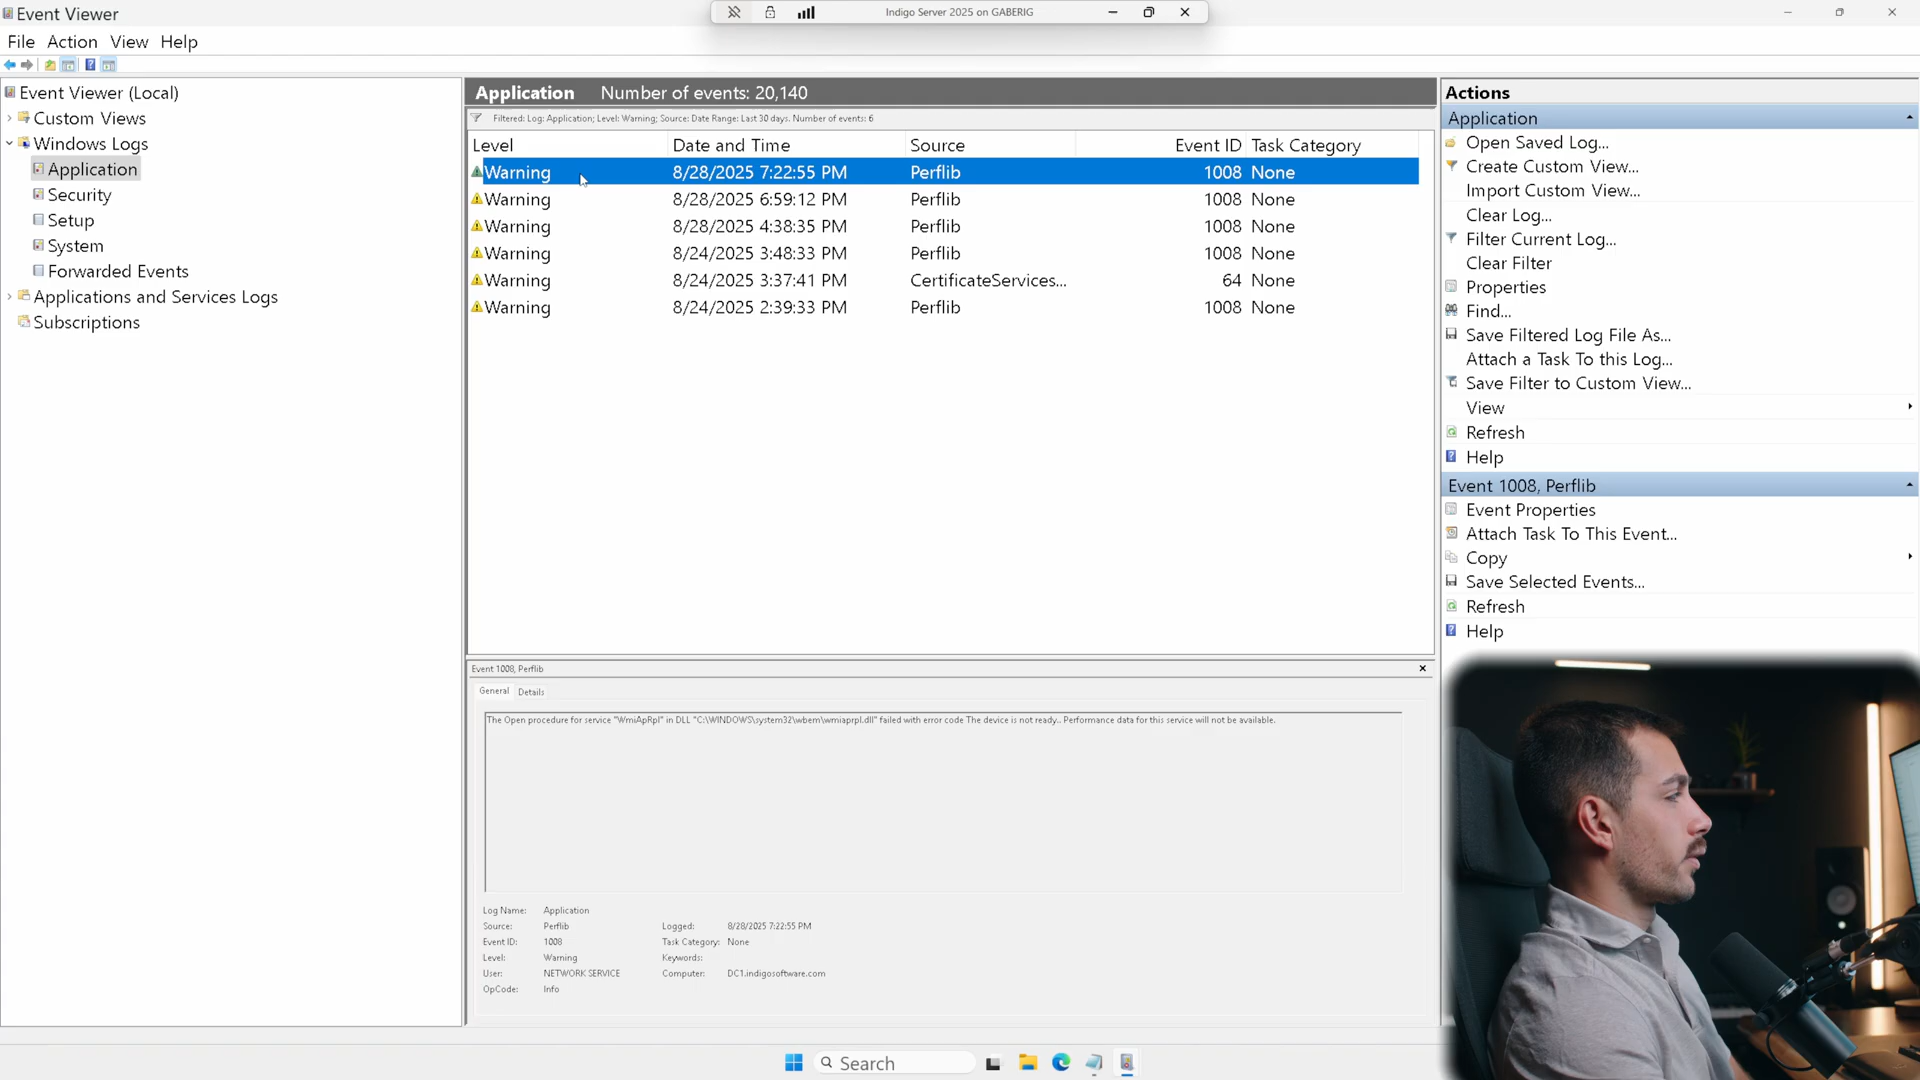 Event Viewer
Indigo Server 2025 on GABERIG
File Action View Help
Event Viewer (Local)
Custom Views
Windows Logs
Application
Security
Setup
System
Forwarded Events
Applications and Services Logs
Subscriptions
Application Number of events: 20,140
Filtered: Log: Application; Level: Warning; Source: Date Range: Last 30 days. Number of events: 6
Level Date and Time Source Event ID Task Category
Warning 8/28/2025 7:22:55 PM Perflib 1008 None
Warning 8/28/2025 6:59:12 PM Perflib 1008 None
Warning 8/28/2025 4:38:35 PM Perflib 1008 None
Warning 8/24/2025 3:48:33 PM Perflib 1008 None
Warning 8/24/2025 3:37:41 PM CertificateServices... 64 None
Warning 8/24/2025 2:39:33 PM Perflib 1008 None
Event 1008, Perflib
General Details
The Open procedure for service "WmiApRpl" in DLL "C:\WINDOWS\system32\wbem\wmiaprpl.dll" failed with error code The device is not ready.. Performance data for this service will not be available.
Log Name: Application
Source: Perflib Logged: 8/28/2025 7:22:55 PM
Event ID: 1008 Task Category: None
Level: Warning Keywords:
User: NETWORK SERVICE Computer: DC1.indigosoftware.com
OpCode: Info
Actions
Application
Open Saved Log...
Create Custom View...
Import Custom View...
Clear Log...
Filter Current Log...
Clear Filter
Properties
Find...
Save Filtered Log File As...
Attach a Task To this Log...
Save Filter to Custom View...
View
Refresh
Help
Event 1008, Perflib
Event Properties
Attach Task To This Event...
Copy
Save Selected Events...
Refresh
Help
Search